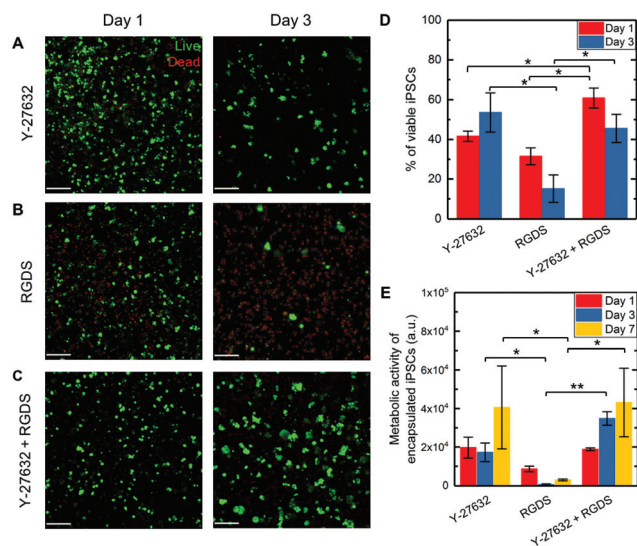 Day 1
Day 3
A
Y-27632
Live
Dead
B
RGDS
C
Y-27632 + RGDS
D
% of viable iPSCs
100
80
60
40
20
0
Day 1
Day 3
*
*
*
*
Y-27632
RGDS
Y-27632 + RGDS
E
Metabolic activity of
encapsulated iPSCs (a.u.)
1x10⁵
8x10⁴
6x10⁴
4x10⁴
2x10⁴
0
Day 1
Day 3
Day 7
*
*
*
**
Y-27632
RGDS
Y-27632 + RGDS